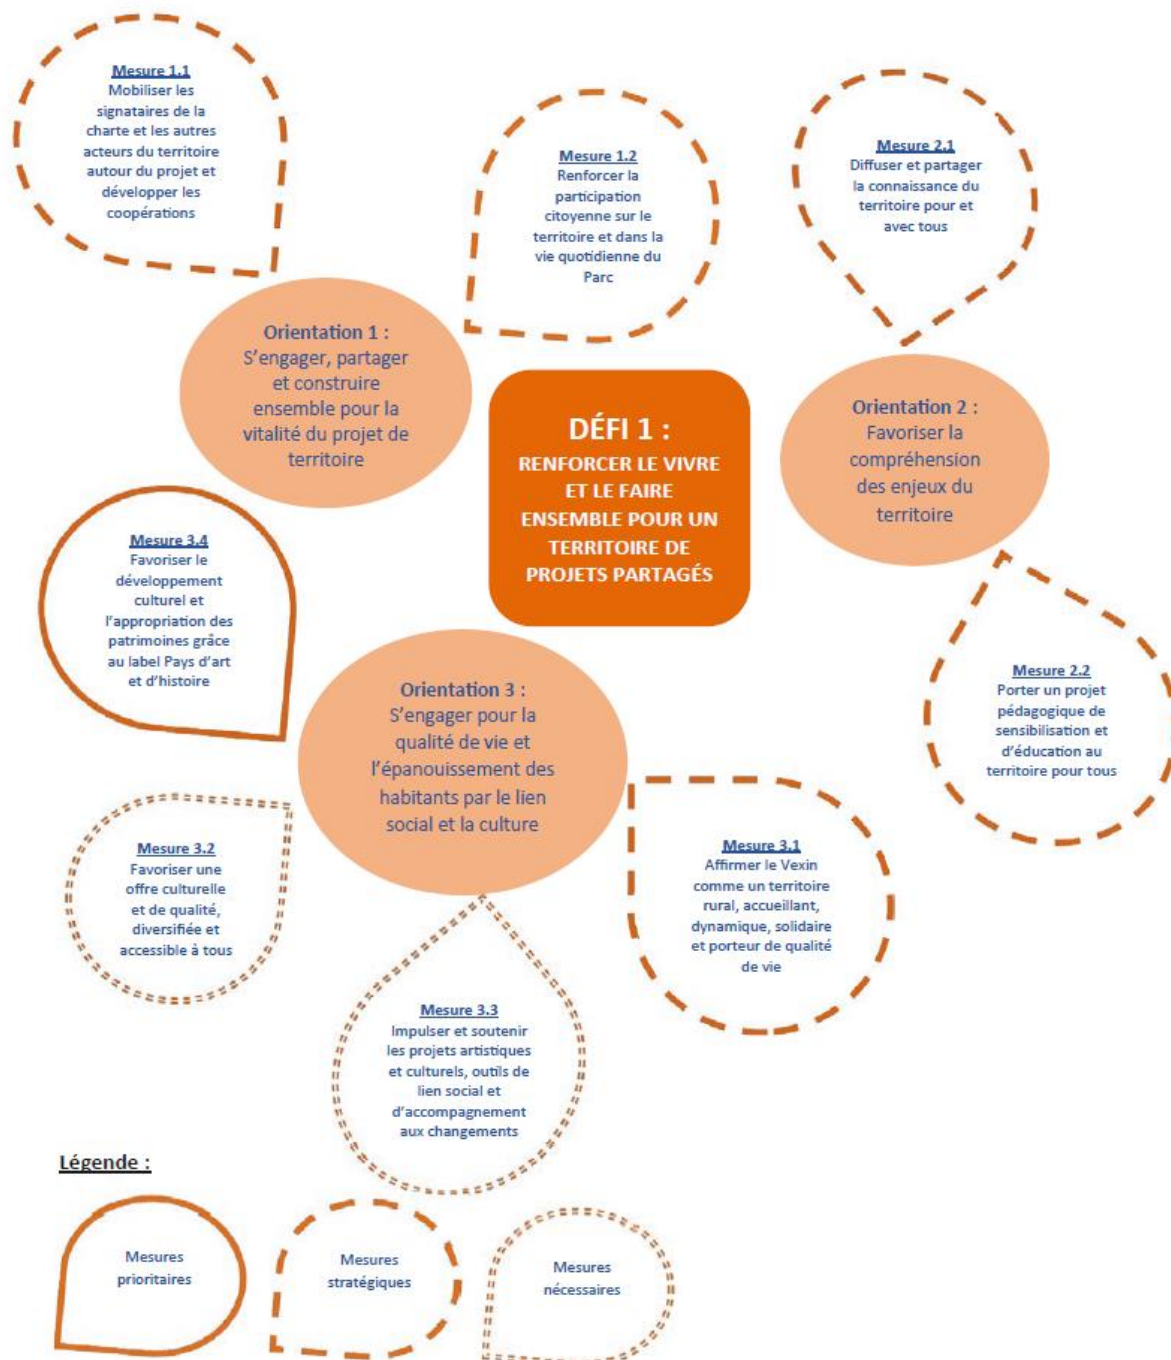 Mesure 1.1
Mobiliser les
signataires de la
charte et les autres
acteurs du territoire
autour du projet et
développer les
coopérations
Mesure 1.2
Renforcer la
participation
citoyenne sur le
territoire et dans la
vie quotidienne du
Parc
Mesure 2.1
Diffuser et partager
la connaissance du
territoire pour et
avec tous
Orientation 1 :
S'engager, partager
et construire
ensemble pour la
vitalité du projet de
territoire
DÉFI 1 :
RENFORCER LE VIVRE
ET LE FAIRE
ENSEMBLE POUR UN
TERRITOIRE DE
PROJETS PARTAGÉS
Orientation 2 :
Favoriser la
compréhension
des enjeux du
territoire
Mesure 3.4
Favoriser le
développement
culturel et
l'appropriation des
patrimoines grâce
au label Pays d'art
et d'histoire
Orientation 3 :
S'engager pour la
qualité de vie et
l'épanouissement des
habitants par le lien
social et la culture
Mesure 2.2
Porter un projet
pédagogique de
sensibilisation et
d'éducation au
territoire pour tous
Mesure 3.2
Favoriser une
offre culturelle
et de qualité,
diversifiée et
accessible à tous
Mesure 3.1
Affirmer le Vexin
comme un territoire
rural, accueillant,
dynamique, solidaire
et porteur de qualité
de vie
Mesure 3.3
Impulser et soutenir
les projets artistiques
et culturels, outils de
lien social et
d'accompagnement
aux changements
Légende :
Mesures
prioritaires
Mesures
stratégiques
Mesures
nécessaires